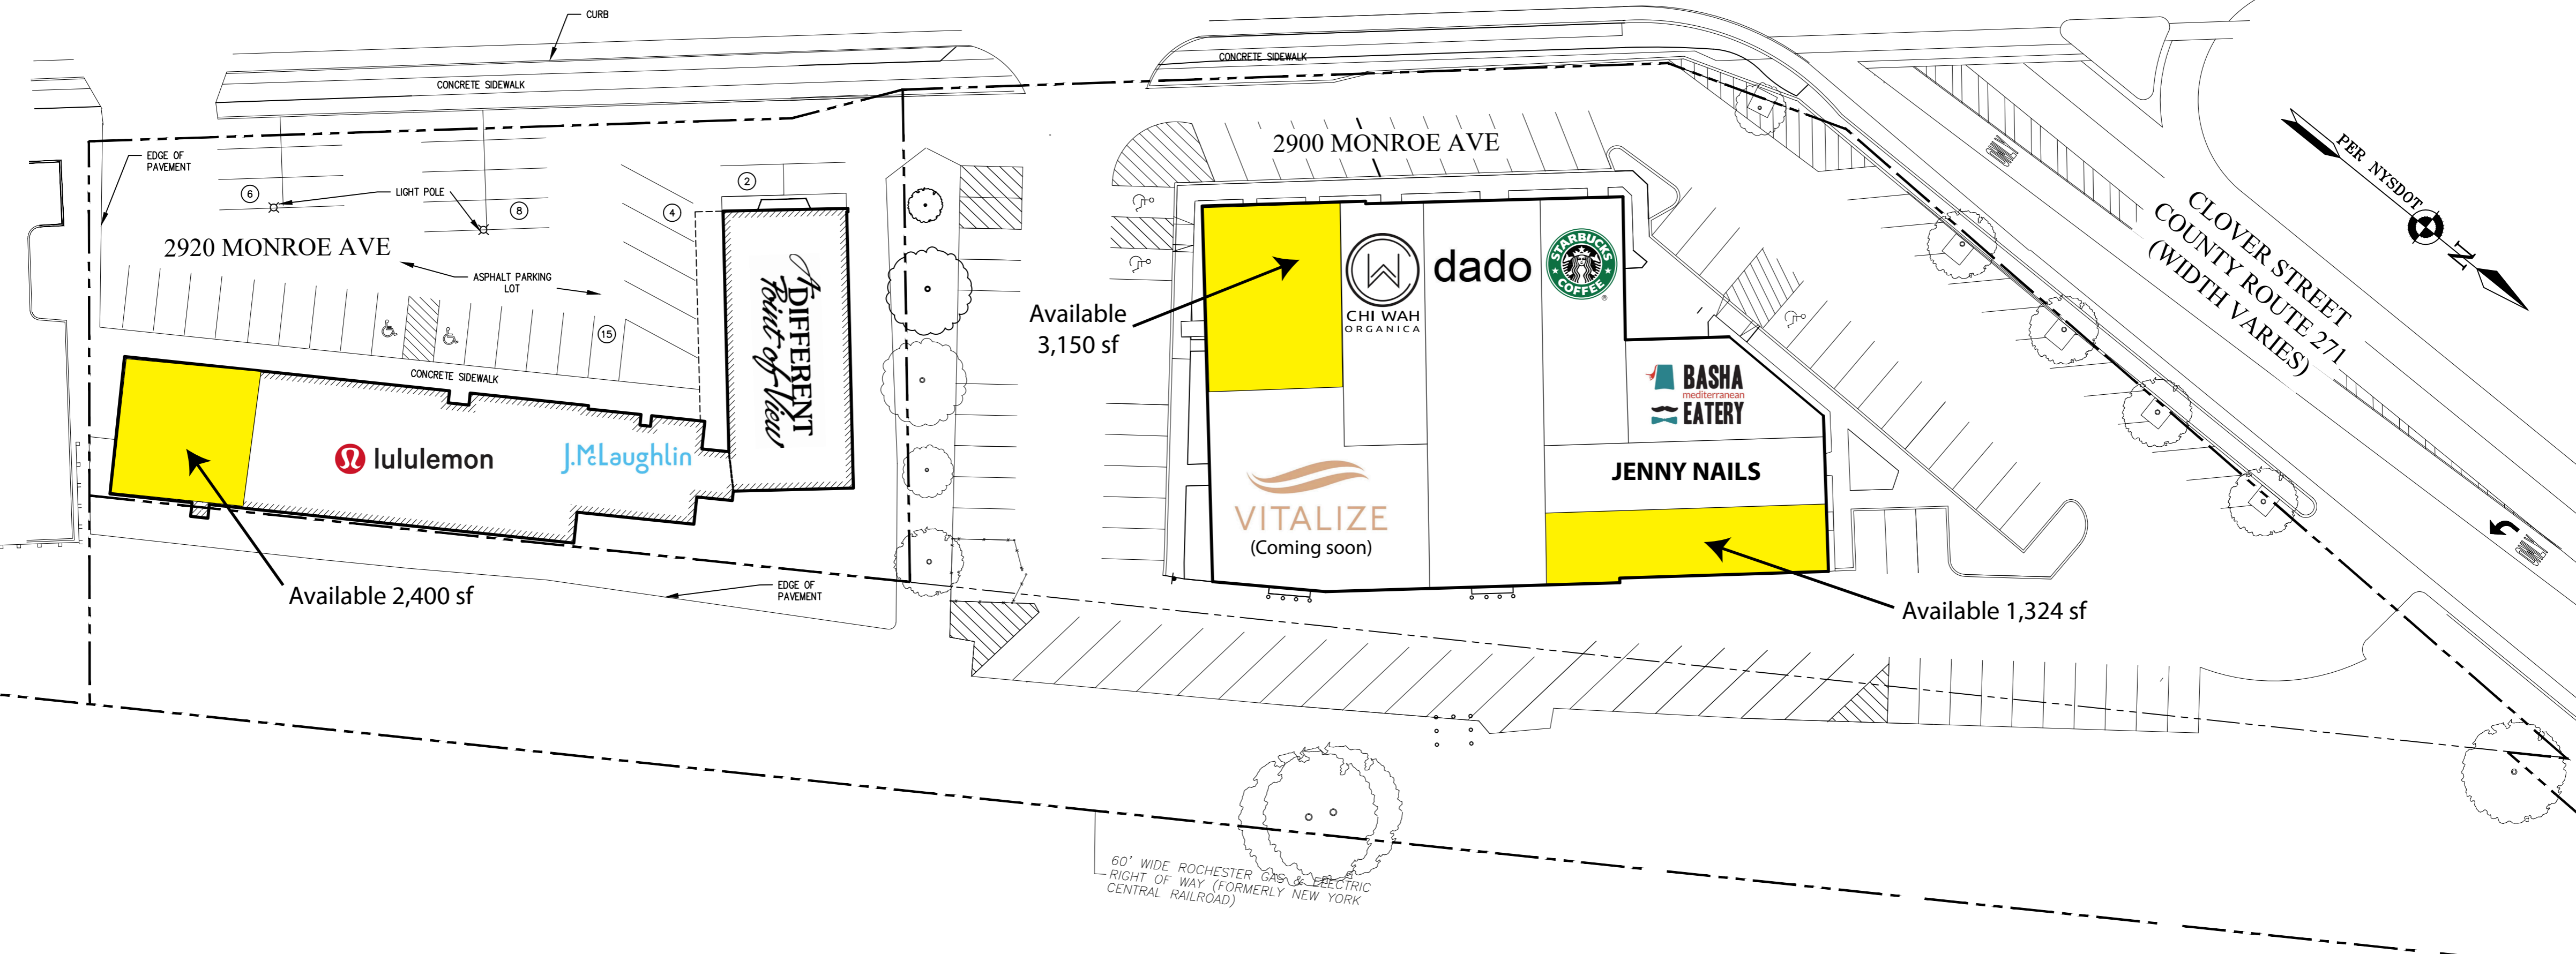 CURB
CONCRETE SIDEWALK
CONCRETE SIDEWALK
EDGE OF
PAVEMENT
6
LIGHT POLE
8
4
2
2920 MONROE AVE
ASPHALT PARKING
LOT
15
CONCRETE SIDEWALK
A DIFFERENT
Point of View
lululemon
J.McLaughlin
Available 2,400 sf
EDGE OF
PAVEMENT
2900 MONROE AVE
Available
3,150 sf
CHI WAH
ORGANICA
dado
STARBUCKS
COFFEE
®
BASHA
mediterranean
EATERY
JENNY NAILS
VITALIZE
(Coming soon)
Available 1,324 sf
PER NYSDOT
N
CLOVER STREET
COUNTY ROUTE 271
(WIDTH VARIES)
60' WIDE ROCHESTER GAS & ELECTRIC
RIGHT OF WAY (FORMERLY NEW YORK
CENTRAL RAILROAD)